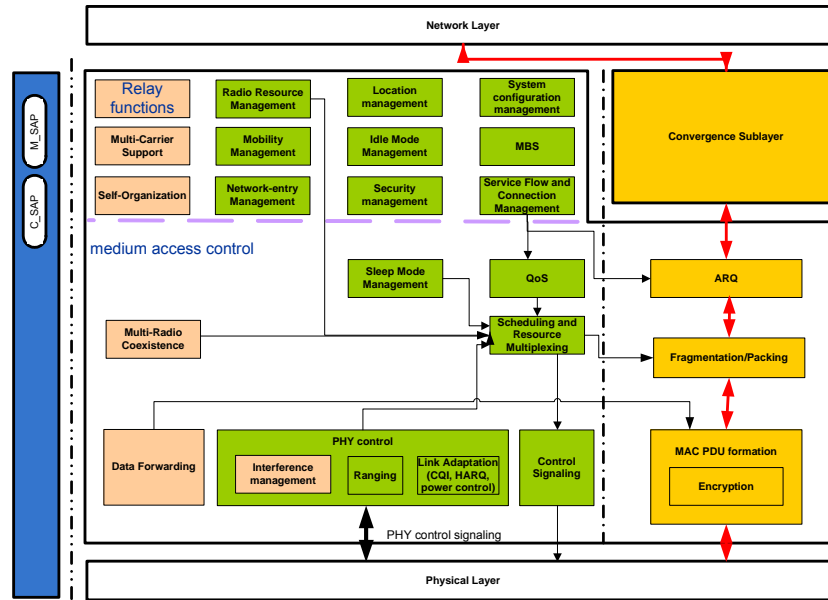 Network Layer
M_SAP
C_SAP
Relay
functions
Radio Resource
Management
Location
management
System
configuration
management
Convergence Sublayer
Multi-Carrier
Support
Mobility
Management
Idle Mode
Management
MBS
Self-Organization
Network-entry
Management
Security
management
Service Flow and
Connection
Management
medium access control
Sleep Mode
Management
QoS
ARQ
Multi-Radio
Coexistence
Scheduling and
Resource
Multiplexing
Fragmentation/Packing
Data Forwarding
PHY control
Interference
management
Ranging
Link Adaptation
(CQI, HARQ,
power control)
Control
Signaling
MAC PDU formation
Encryption
PHY control signaling
Physical Layer